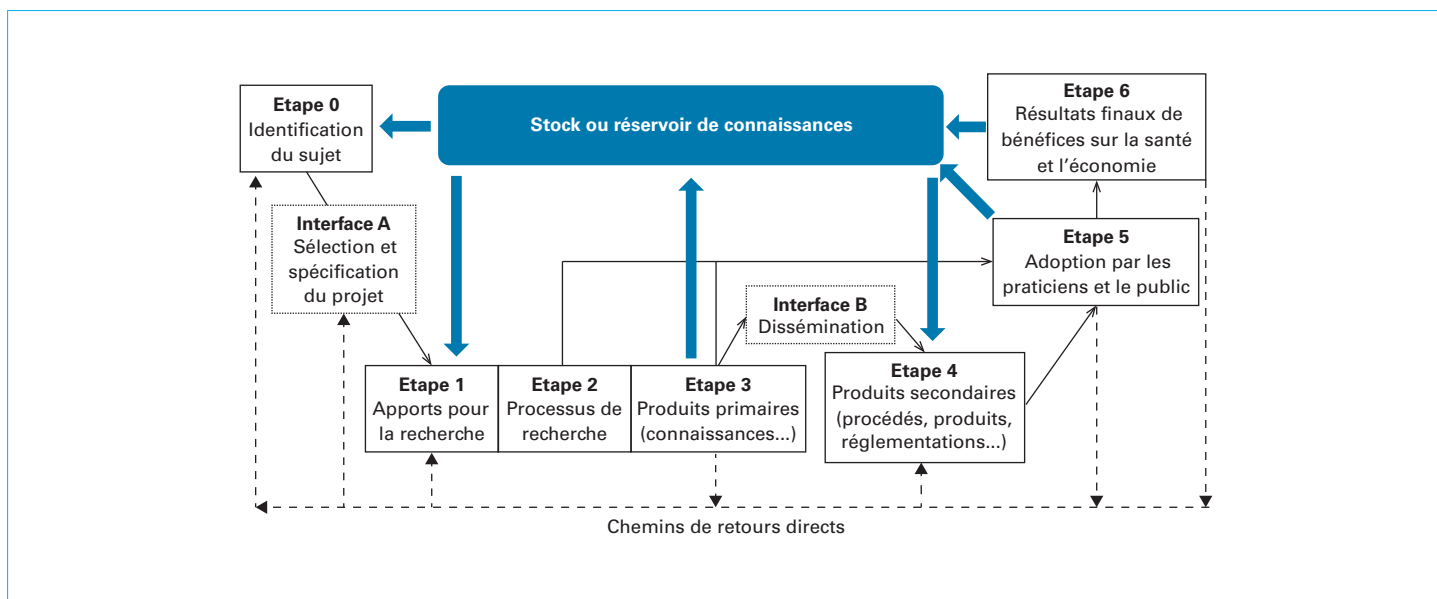 Etape 0
Identification
du sujet
Stock ou réservoir de connaissances
Etape 6
Résultats finaux de
bénéfices sur la santé
et l'économie
Interface A
Sélection et
spécification
du projet
Etape 5
Adoption par les
praticiens et le public
Interface B
Dissémination
Etape 1
Apports pour
la recherche
Etape 2
Processus de
recherche
Etape 3
Produits primaires
(connaissances...)
Etape 4
Produits secondaires
(procédés, produits,
réglementations...)
Chemins de retours directs